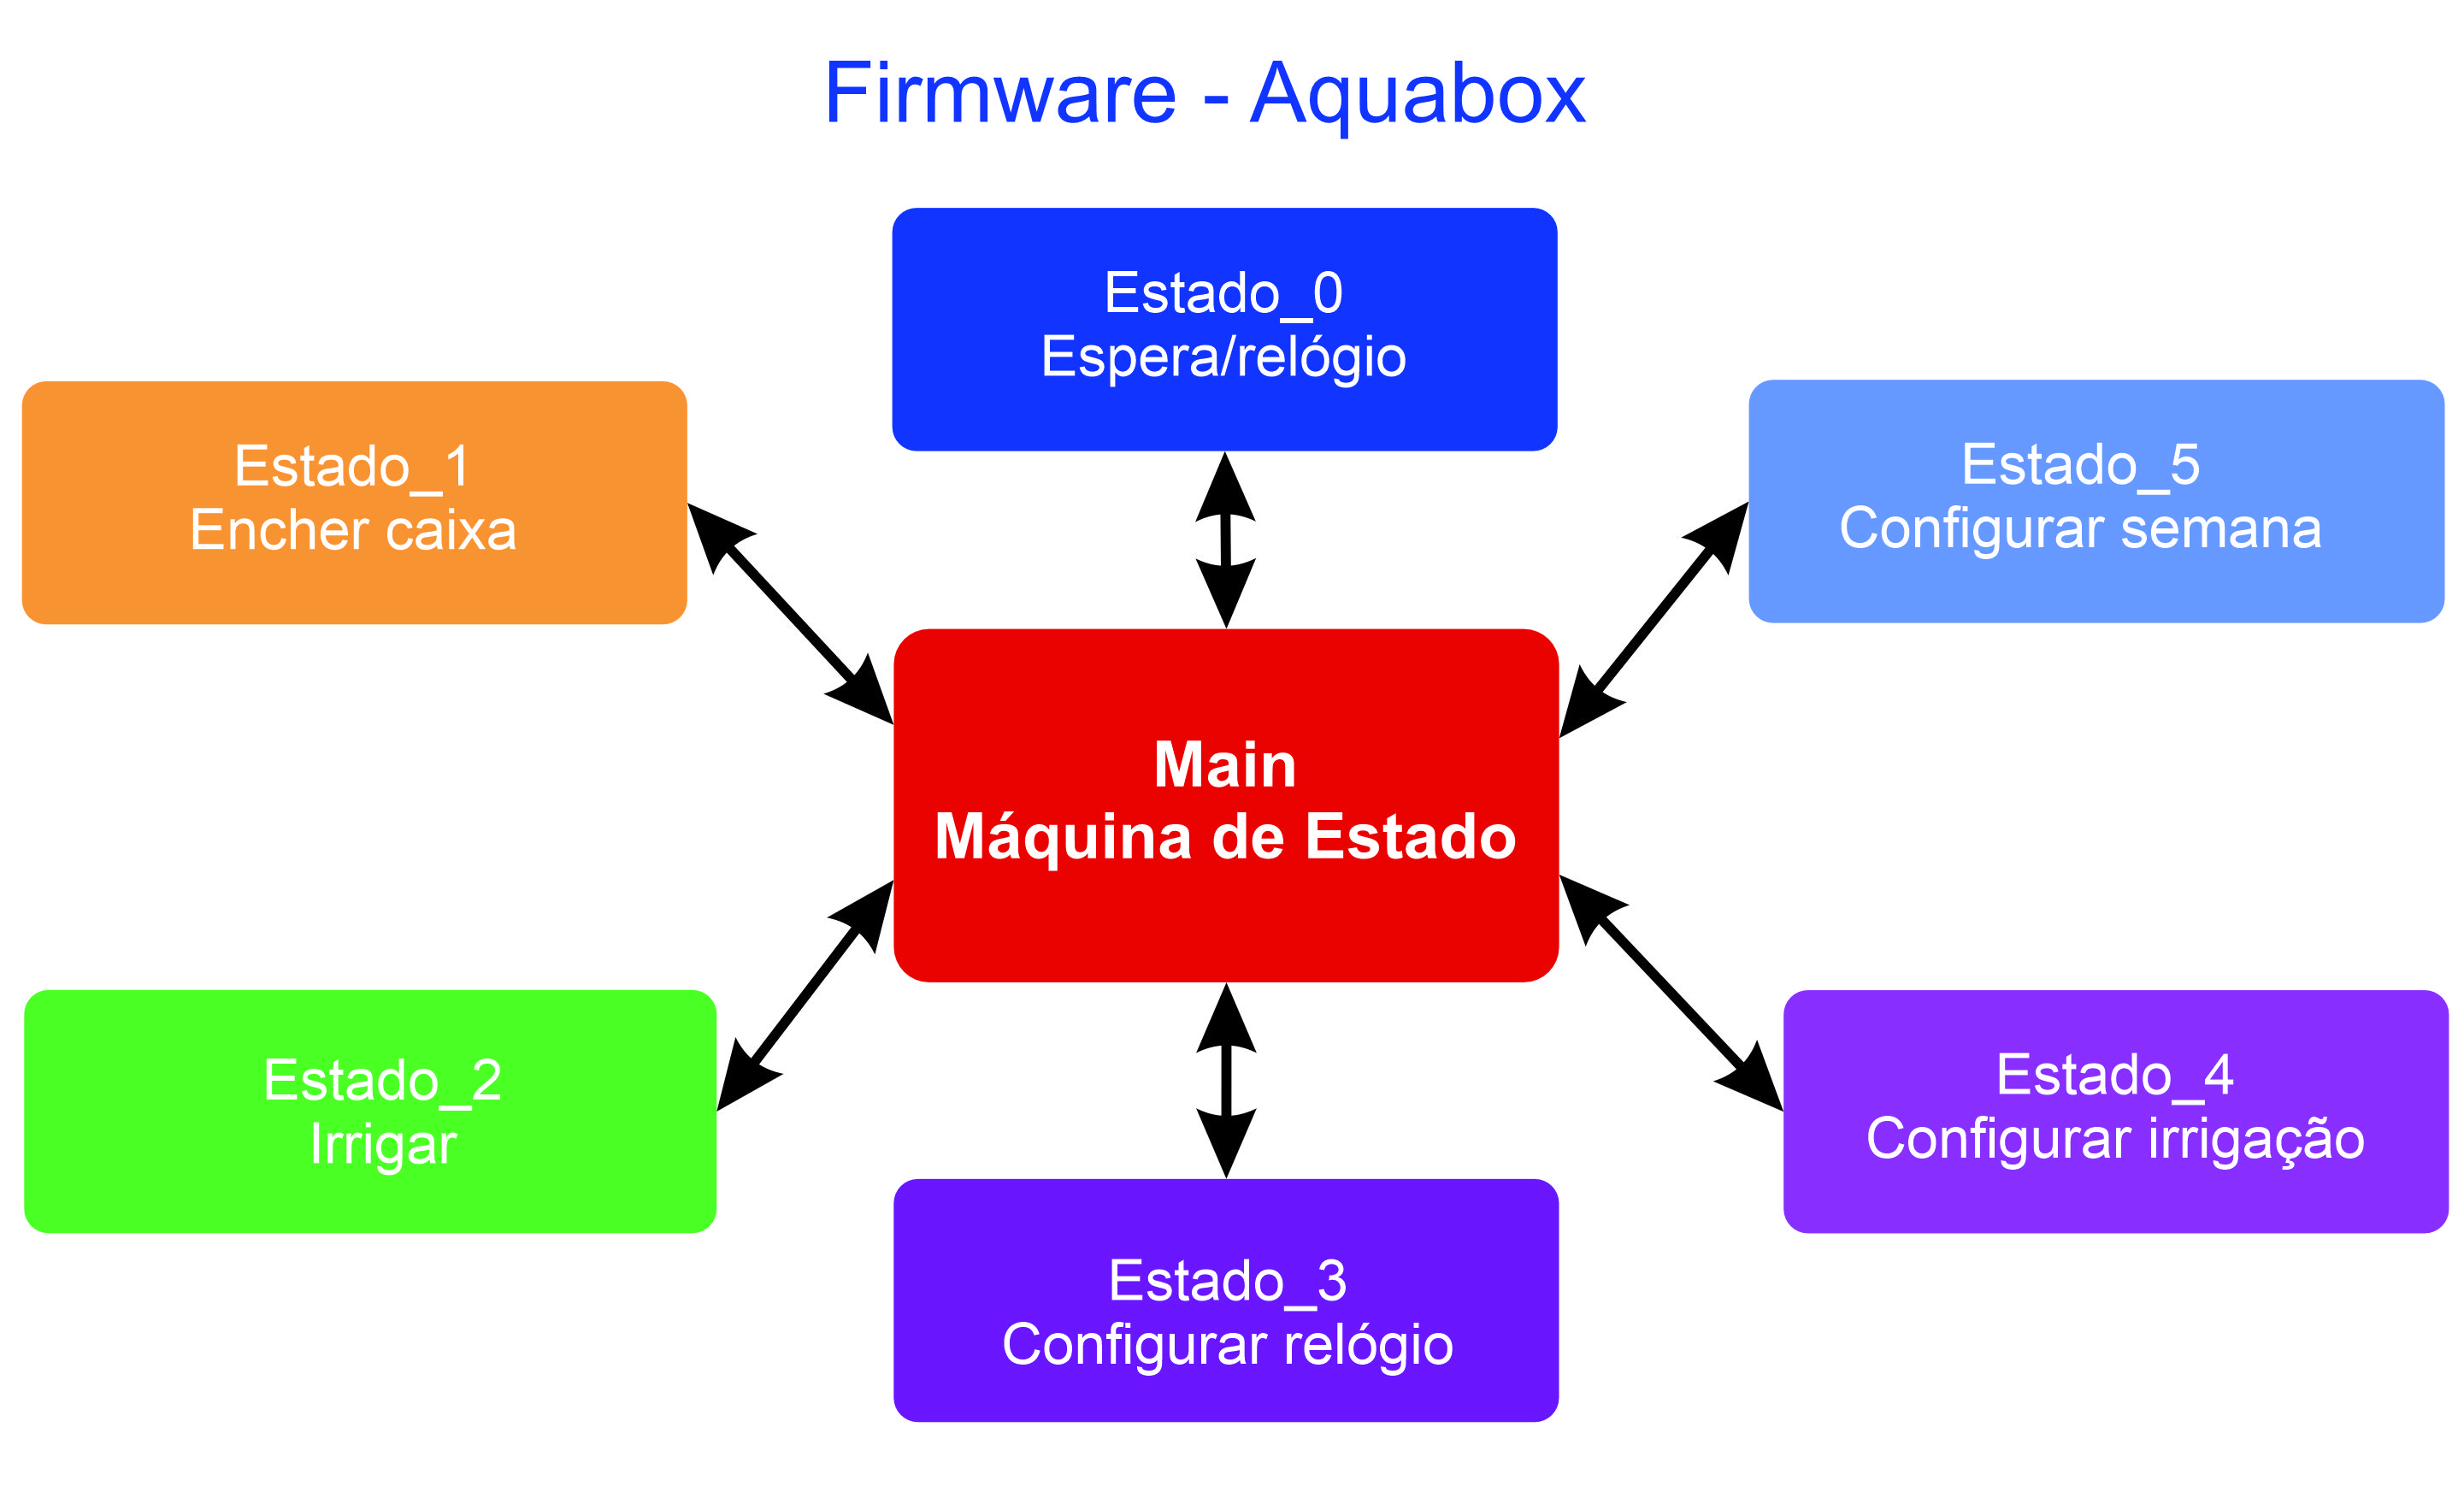 Firmware - Aquabox
Estado_0
Espera/relógio
Estado_1
Encher caixa
Estado_5
Configurar semana
Main
Máquina de Estado
Estado_2
Irrigar
Estado_4
Configurar irrigação
Estado_3
Configurar relógio